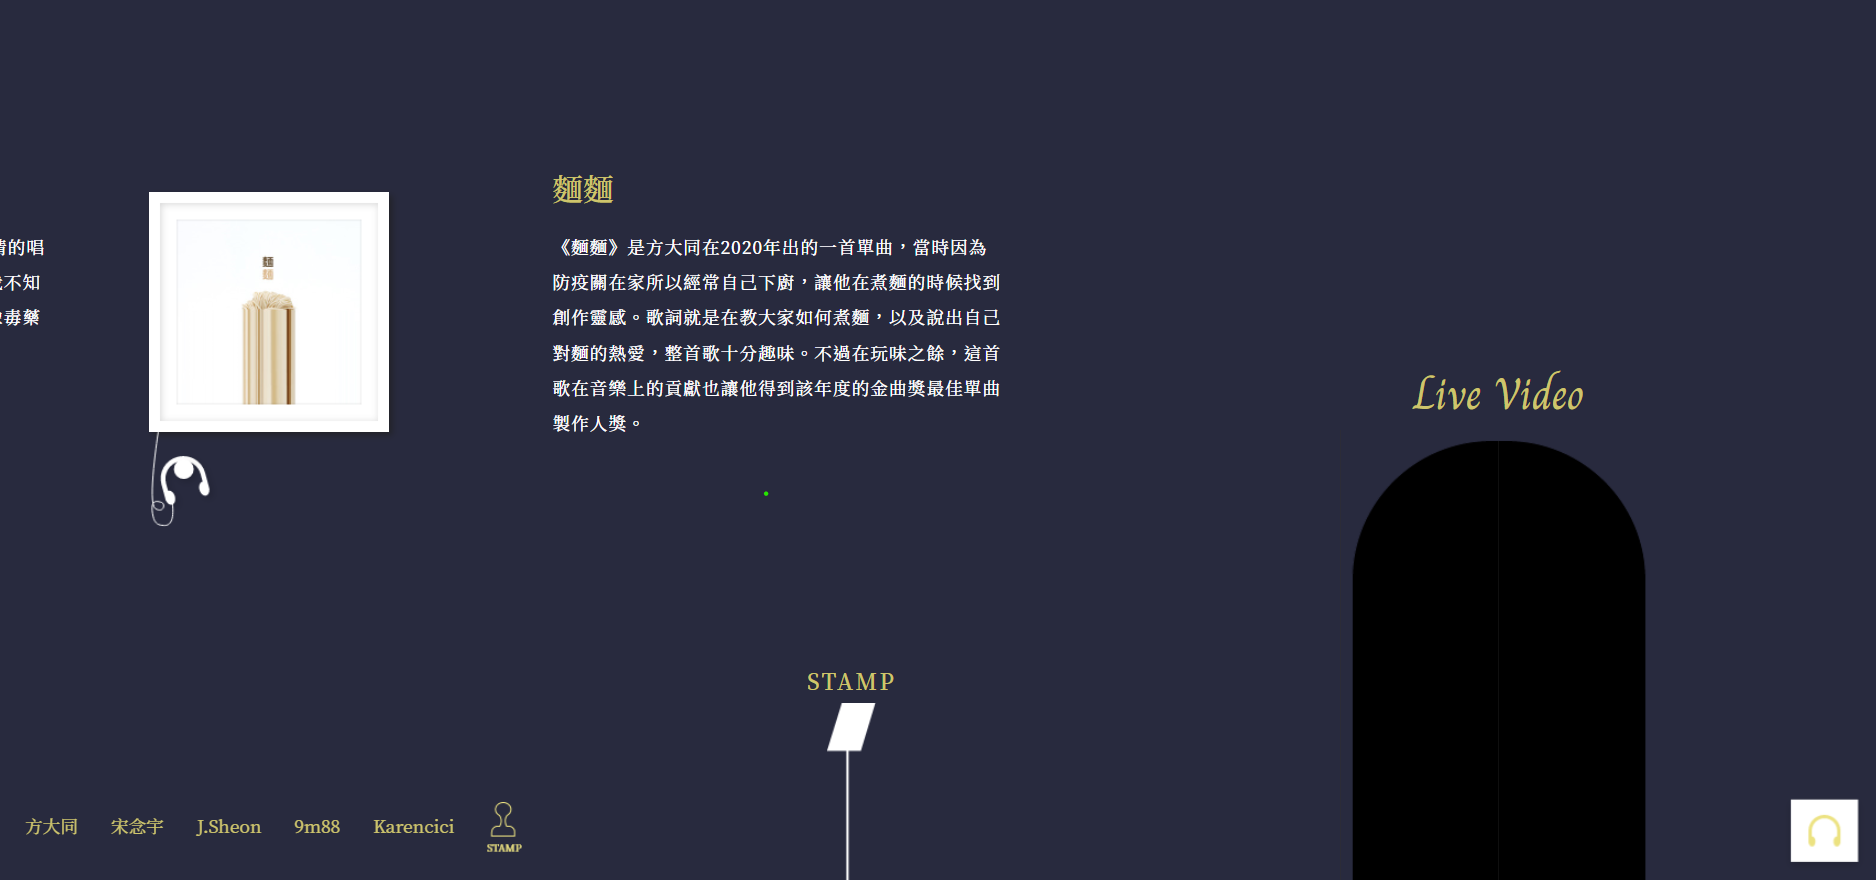 麵麵
《麵麵》是方大同在2020年出的一首單曲，當時因為
防疫關在家所以經常自己下廚，讓他在煮麵的時候找到
創作靈感。歌詞就是在教大家如何煮麵，以及說出自己
對麵的熱愛，整首歌十分趣味。不過在玩味之餘，這首
歌在音樂上的貢獻也讓他得到該年度的金曲獎最佳單曲
製作人獎。
的唱
不知
毒藥
麵
麵
Live Video
STAMP
方大同
宋念宇
J.Sheon
9m88
Karencici
STAMP